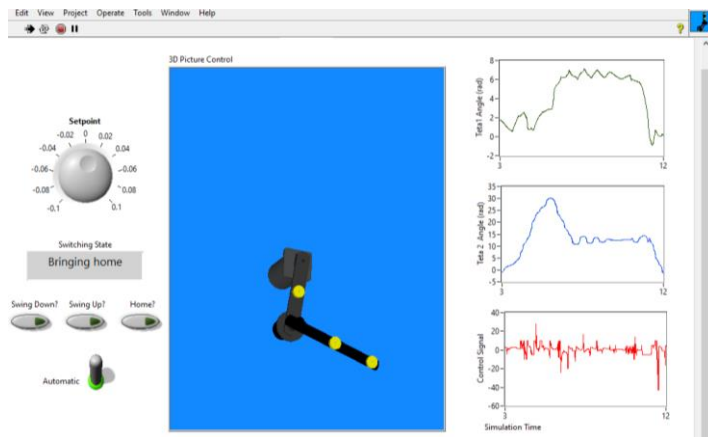 Edit View Project Operate Tools Window Help
?
3D Picture Control
Setpoint
-0.02 0 0.02
-0.04 0.04
-0.06 0.06
-0.08 0.08
-0.1 0.1
Switching State
Bringing home
Swing Down? Swing Up? Home?
Automatic
Teta1 Angle (rad)
8
6
4
2
0
-2
3 12
Teta 2 Angle (rad)
35
30
25
20
15
10
5
0
-5
3 12
Control Signal
40
20
0
-20
-40
-60
3 12
Simulation Time